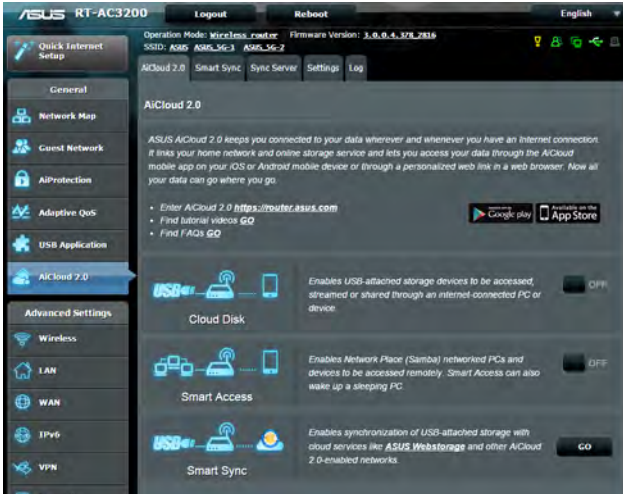 ASUS RT-AC3200 Logout Reboot English
Quick Internet Setup
Operation Mode: Wireless router Firmware Version: 3.0.0.4.378_2816
SSID: ASUS ASUS_5G-1 ASUS_5G-2
AiCloud 2.0 Smart Sync Sync Server Settings Log
General
Network Map
Guest Network
AiProtection
Adaptive QoS
USB Application
AiCloud 2.0
Advanced Settings
Wireless
LAN
WAN
IPv6
VPN
AiCloud 2.0
ASUS AiCloud 2.0 keeps you connected to your data wherever and whenever you have an Internet connection.
It links your home network and online storage service and lets you access your data through the AiCloud
mobile app on your iOS or Android mobile device or through a personalized web link in a web browser. Now all
your data can go where you go.
• Enter AiCloud 2.0 https://router.asus.com
• Find tutorial videos GO
• Find FAQs GO
Google play
Available on the
App Store
USB
Cloud Disk
Enables USB-attached storage devices to be accessed,
streamed or shared through an internet-connected PC or
device.
OFF
Smart Access
Enables Network Place (Samba) networked PCs and
devices to be accessed remotely. Smart Access can also
wake up a sleeping PC.
OFF
USB
Smart Sync
Enables synchronization of USB-attached storage with
cloud services like ASUS Webstorage and other AiCloud
2.0-enabled networks.
GO